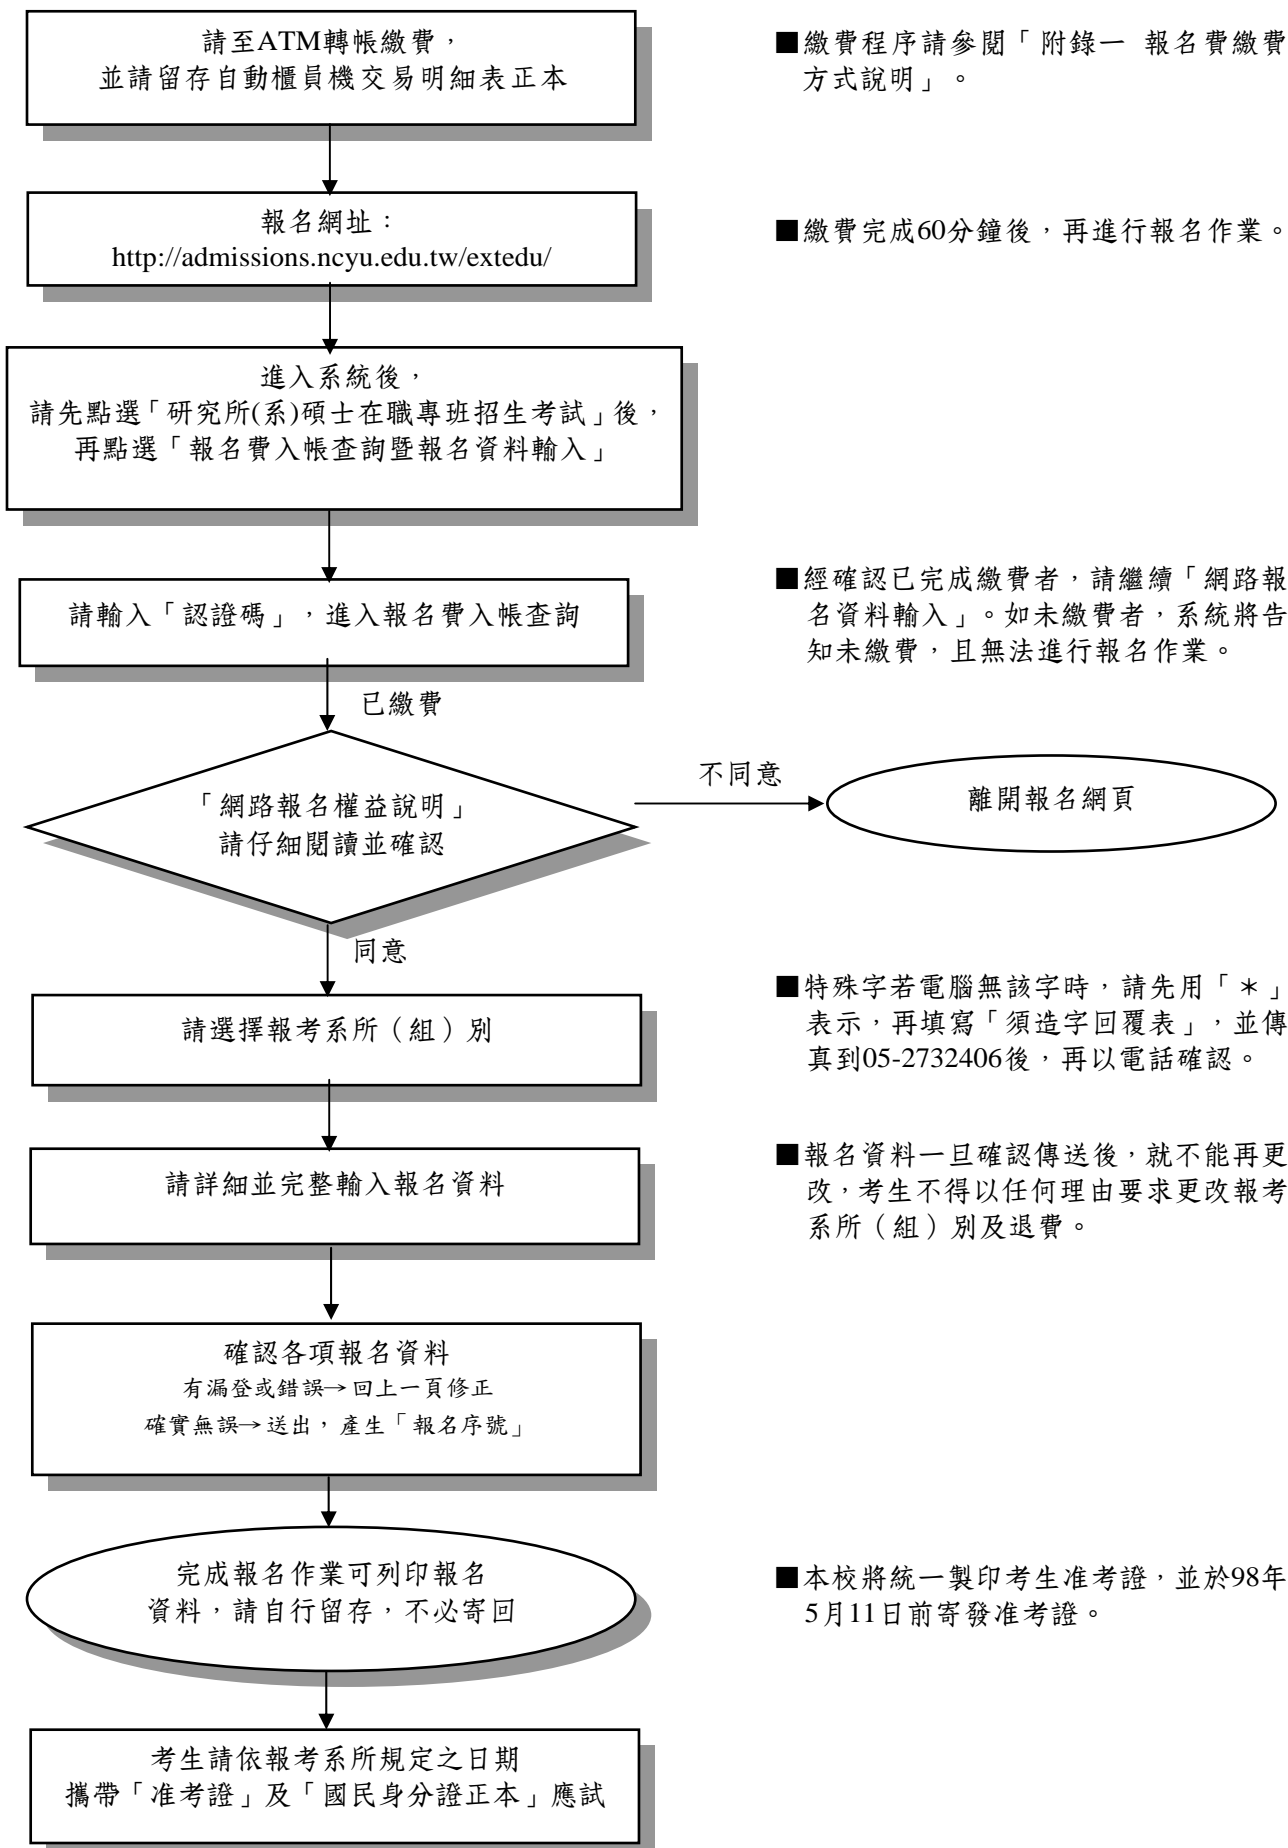 請至ATM轉帳繳費，
並請留存自動櫃員機交易明細表正本
■繳費程序請參閱「附錄一 報名費繳費
方式說明」。
報名網址：
http://admissions.ncyu.edu.tw/extedu/
■繳費完成60分鐘後，再進行報名作業。
進入系統後，
請先點選「研究所(系)碩士在職專班招生考試」後，
再點選「報名費入帳查詢暨報名資料輸入」
請輸入「認證碼」，進入報名費入帳查詢
■經確認已完成繳費者，請繼續「網路報
名資料輸入」。如未繳費者，系統將告
知未繳費，且無法進行報名作業。
已繳費
「網路報名權益說明」
請仔細閱讀並確認
不同意
離開報名網頁
同意
請選擇報考系所（組）別
■特殊字若電腦無該字時，請先用「＊」
表示，再填寫「須造字回覆表」，並傳
真到05-2732406後，再以電話確認。
請詳細並完整輸入報名資料
■報名資料一旦確認傳送後，就不能再更
改，考生不得以任何理由要求更改報考
系所（組）別及退費。
確認各項報名資料
有漏登或錯誤→回上一頁修正
確實無誤→送出，產生「報名序號」
完成報名作業可列印報名
資料，請自行留存，不必寄回
■本校將統一製印考生准考證，並於98年
5月11日前寄發准考證。
考生請依報考系所規定之日期
攜帶「准考證」及「國民身分證正本」應試